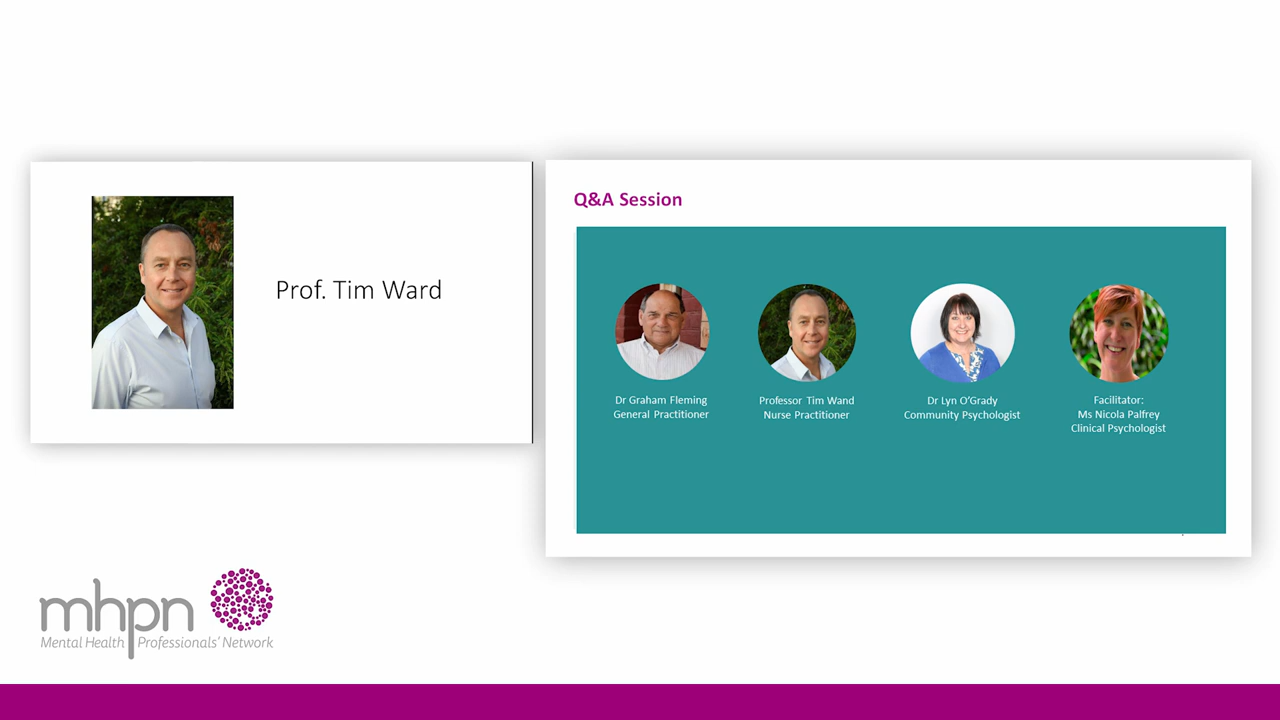 Prof. Tim Ward
Q&A Session
Dr Graham Fleming
General Practitioner
Professor Tim Wand
Nurse Practitioner
Dr Lyn O'Grady
Community Psychologist
Facilitator:
Ms Nicola Palfrey
Clinical Psychologist
mhpn
Mental Health Professionals' Network